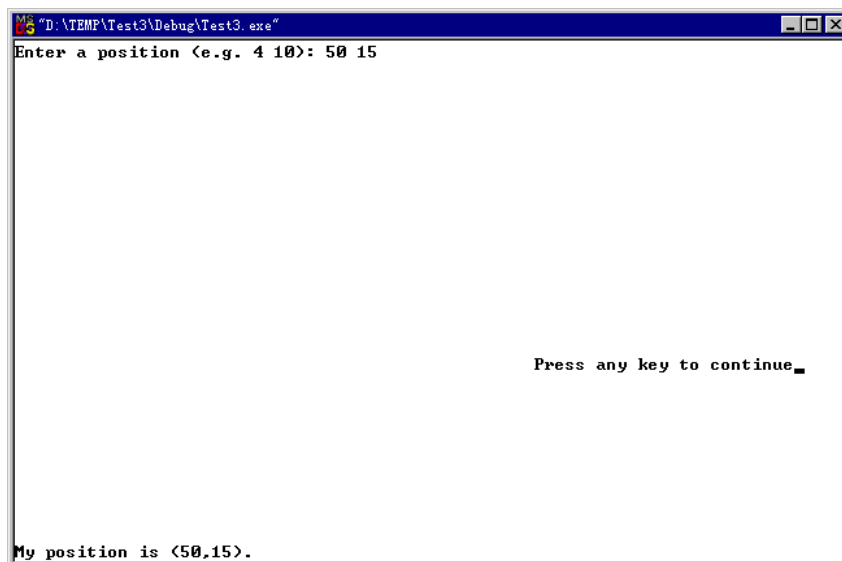 MS
"D:\TEMP\Test3\Debug\Test3.exe"
Enter a position (e.g. 4 10): 50 15
Press any key to continue_
My position is (50,15).